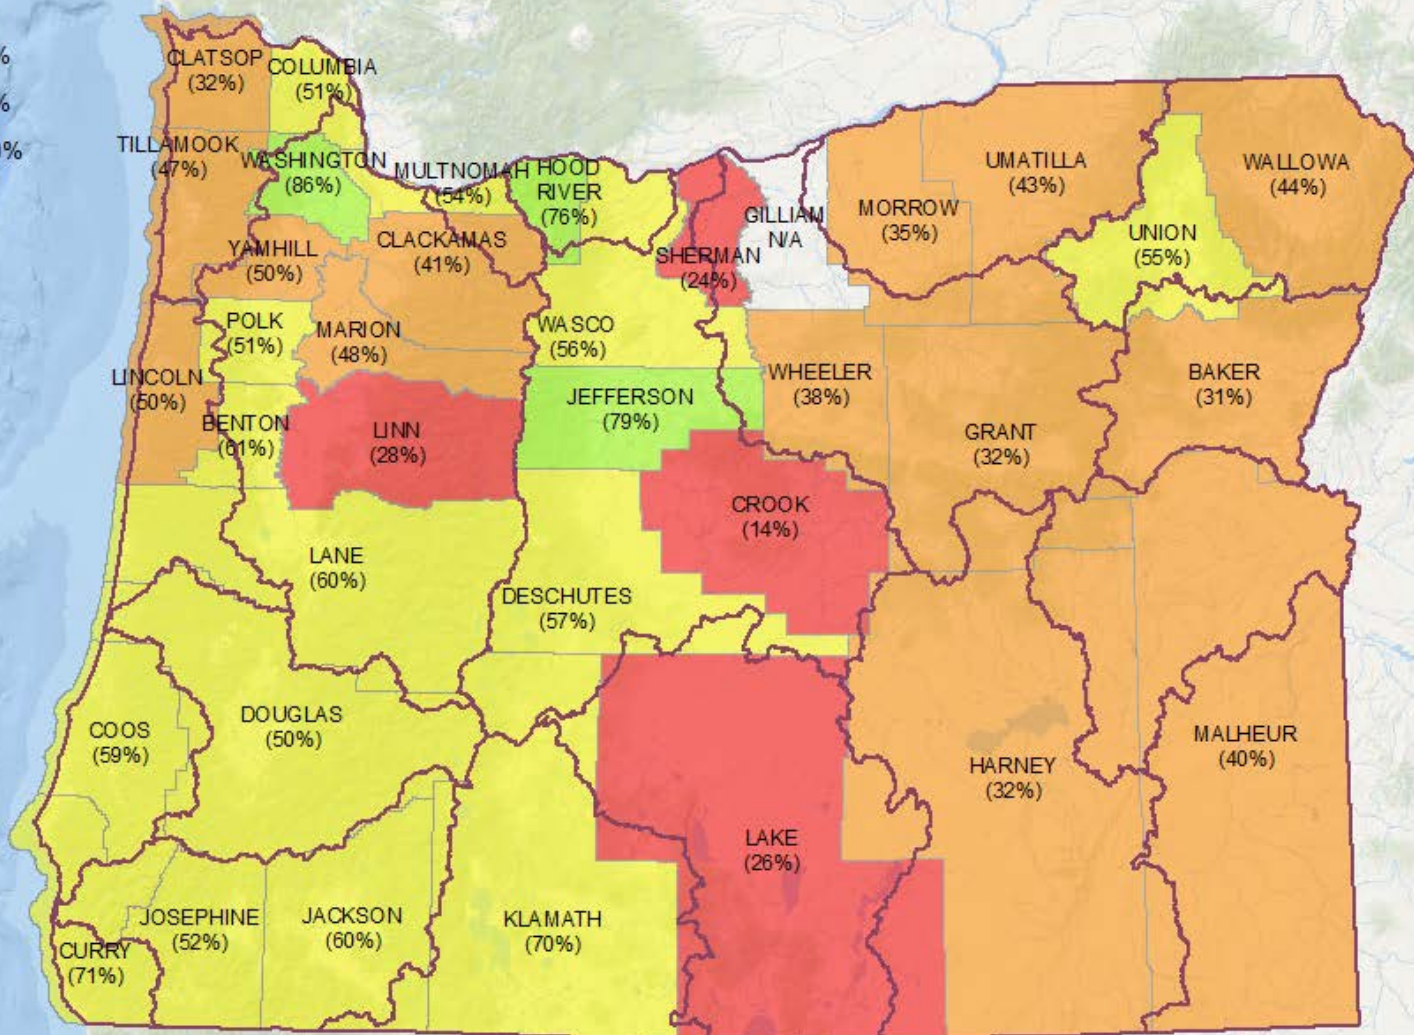 %
%
0%
CLATSOP
(32%)
COLUMBIA
(51%)
TILLAMOOK
(47%)
WASHINGTON
(86%)
MULTNOMAH
(54%)
HOOD
RIVER
(76%)
SHERMAN
(24%)
GILLIAM
N/A
MORROW
(35%)
UMATILLA
(43%)
UNION
(55%)
WALLOWA
(44%)
YAMHILL
(50%)
CLACKAMAS
(41%)
POLK
(51%)
MARION
(48%)
WASCO
(56%)
LINCOLN
(50%)
BENTON
(61%)
LINN
(28%)
JEFFERSON
(79%)
WHEELER
(38%)
GRANT
(32%)
BAKER
(31%)
CROOK
(14%)
LANE
(60%)
DESCHUTES
(57%)
COOS
(59%)
DOUGLAS
(50%)
HARNEY
(32%)
MALHEUR
(40%)
LAKE
(26%)
CURRY
(71%)
JOSEPHINE
(52%)
JACKSON
(60%)
KLAMATH
(70%)